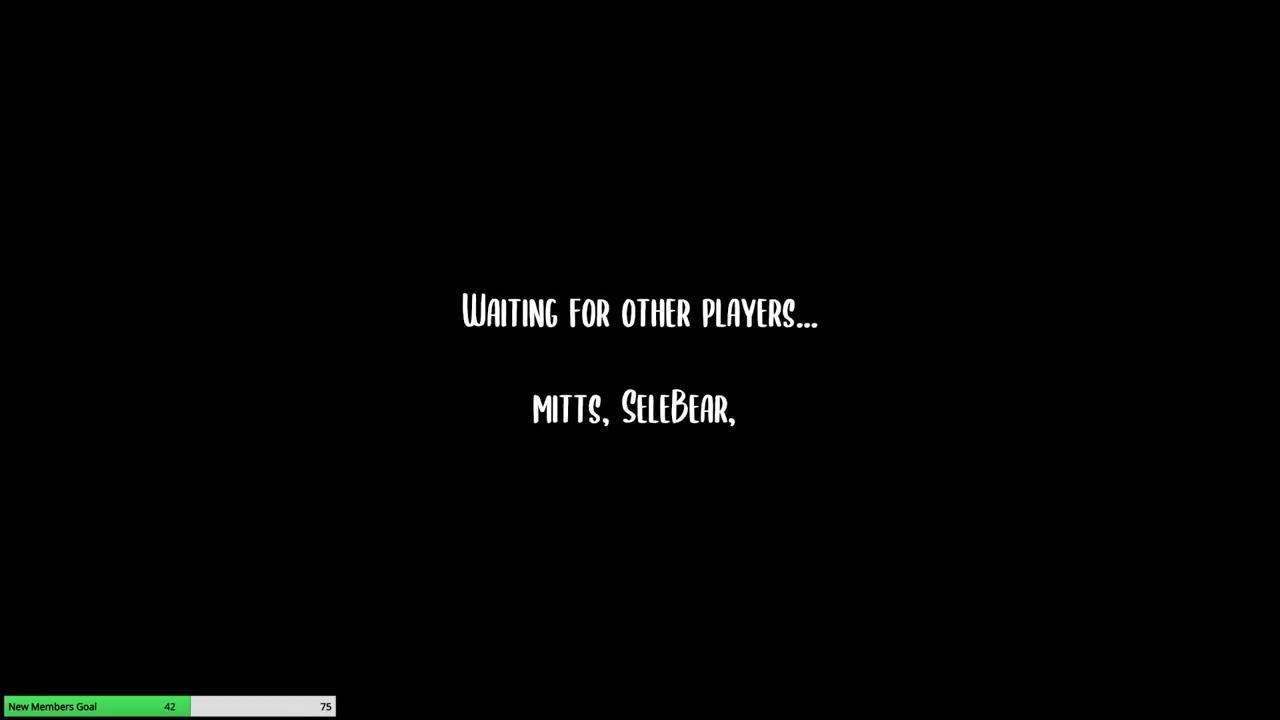 Waiting for other players...
mitts, SeleBear,
New Members Goal 42 75